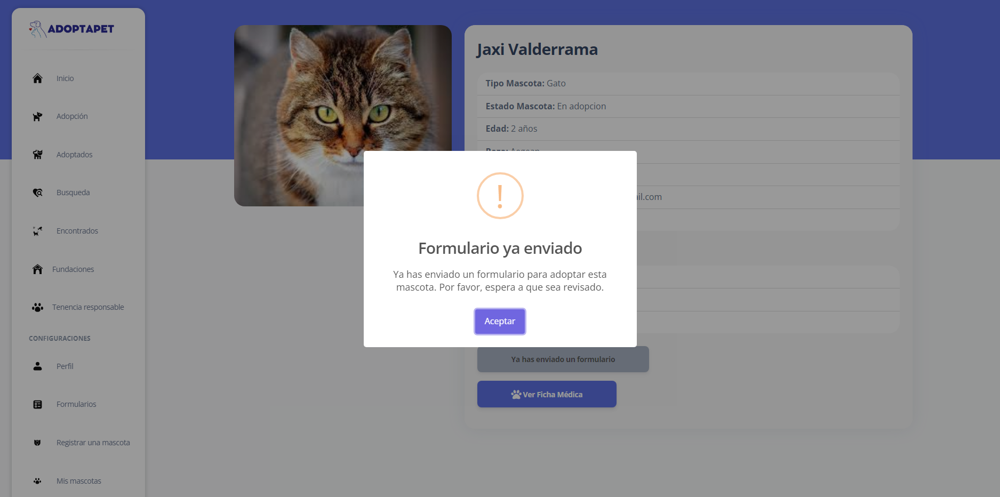 ADOPTAPET
Inicio
Adopción
Adoptados
Busqueda
Encontrados
Fundaciones
Tenencia responsable
CONFIGURACIONES
Perfil
Formularios
Registrar una mascota
Mis mascotas
Jaxi Valderrama
Tipo Mascota: Gato
Estado Mascota: En adopcion
Edad: 2 años
Raza: Aegean
ail.com
Formulario ya enviado
Ya has enviado un formulario para adoptar esta
mascota. Por favor, espera a que sea revisado.
Aceptar
Ya has enviado un formulario
Ver Ficha Médica